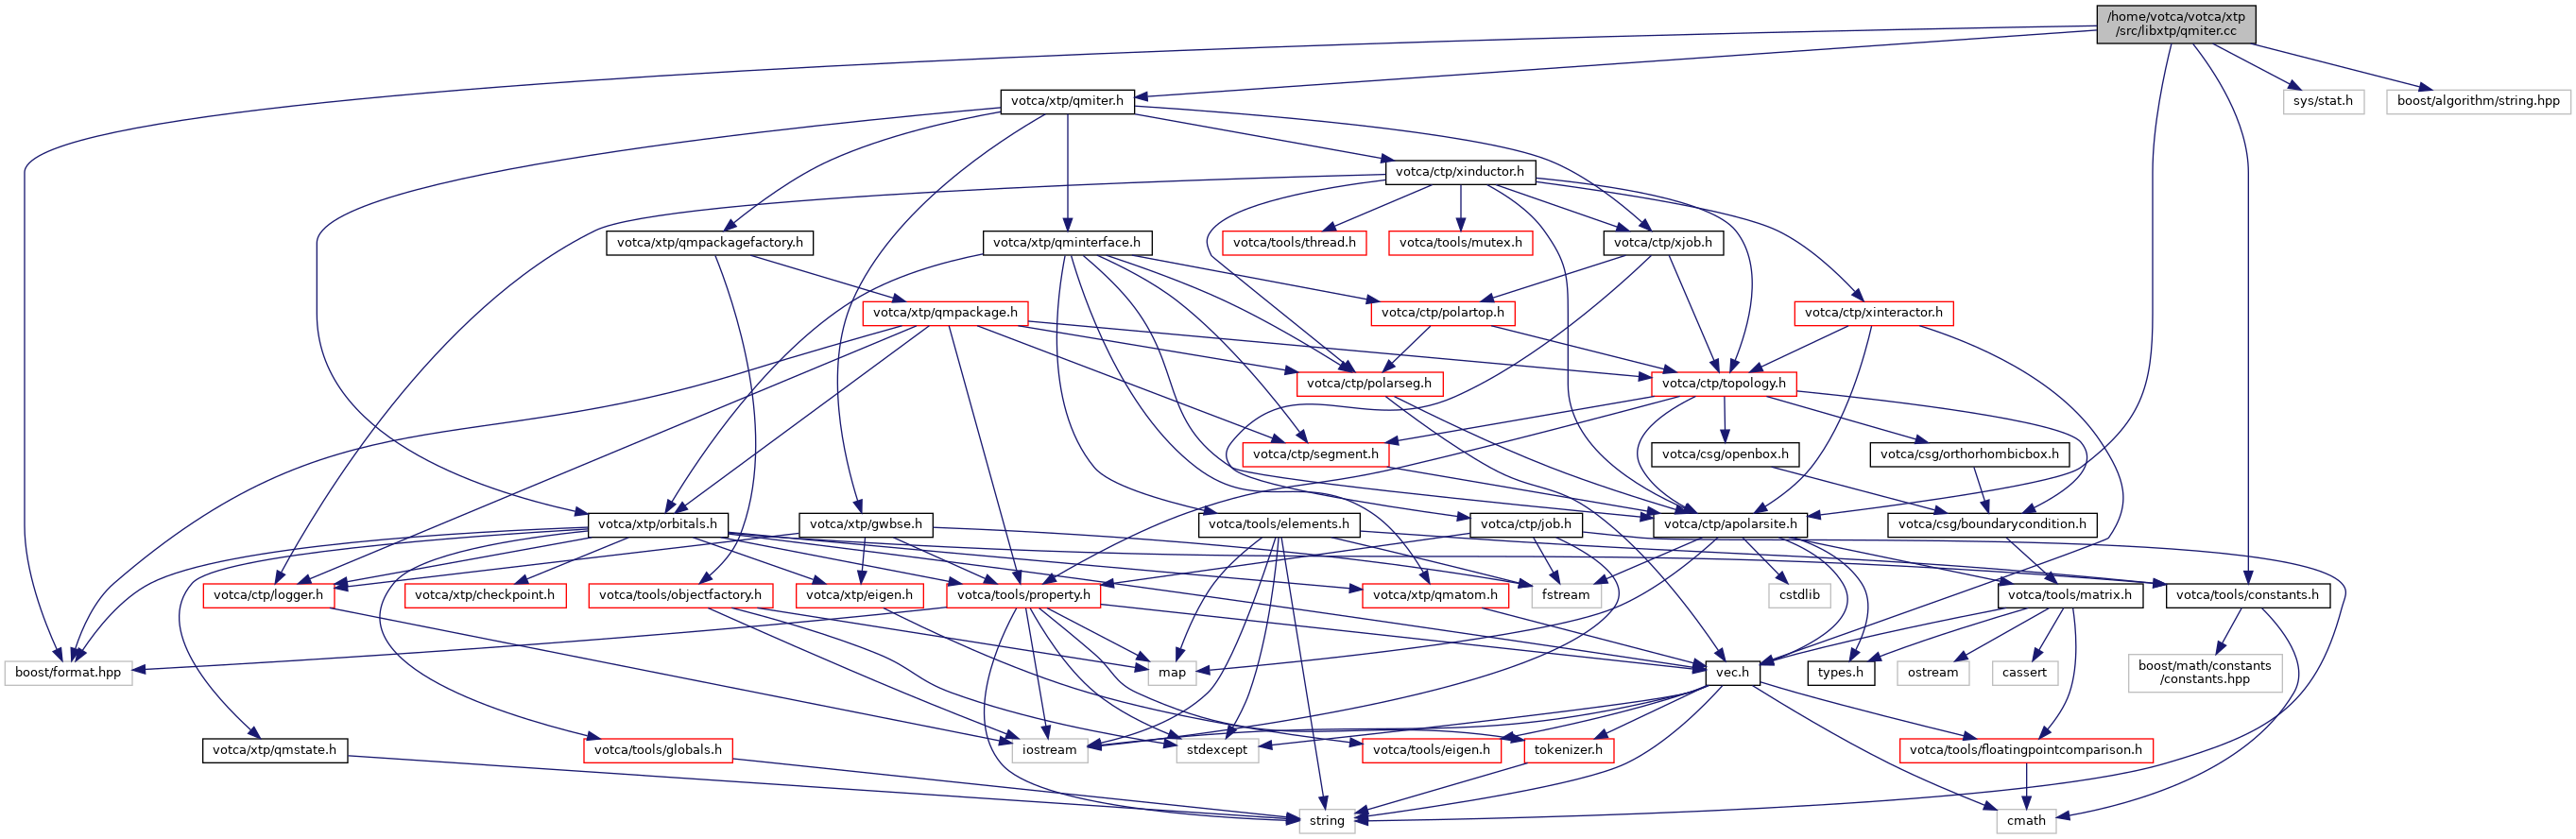 /home/votca/votca/xtp
/src/libxtp/qmiter.cc
votca/xtp/qmiter.h
sys/stat.h
boost/algorithm/string.hpp
votca/ctp/xinductor.h
votca/xtp/qmpackagefactory.h
votca/xtp/qminterface.h
votca/tools/thread.h
votca/tools/mutex.h
votca/ctp/xjob.h
votca/xtp/qmpackage.h
votca/ctp/polartop.h
votca/ctp/xinteractor.h
votca/ctp/polarseg.h
votca/ctp/topology.h
votca/ctp/segment.h
votca/csg/openbox.h
votca/csg/orthorhombicbox.h
votca/xtp/orbitals.h
votca/xtp/gwbse.h
votca/tools/elements.h
votca/ctp/job.h
votca/ctp/apolarsite.h
votca/csg/boundarycondition.h
votca/ctp/logger.h
votca/xtp/checkpoint.h
votca/tools/objectfactory.h
votca/xtp/eigen.h
votca/tools/property.h
votca/xtp/qmatom.h
fstream
cstdlib
votca/tools/matrix.h
votca/tools/constants.h
boost/format.hpp
map
vec.h
types.h
ostream
cassert
boost/math/constants
/constants.hpp
votca/xtp/qmstate.h
votca/tools/globals.h
iostream
stdexcept
votca/tools/eigen.h
tokenizer.h
votca/tools/floatingpointcomparison.h
string
cmath